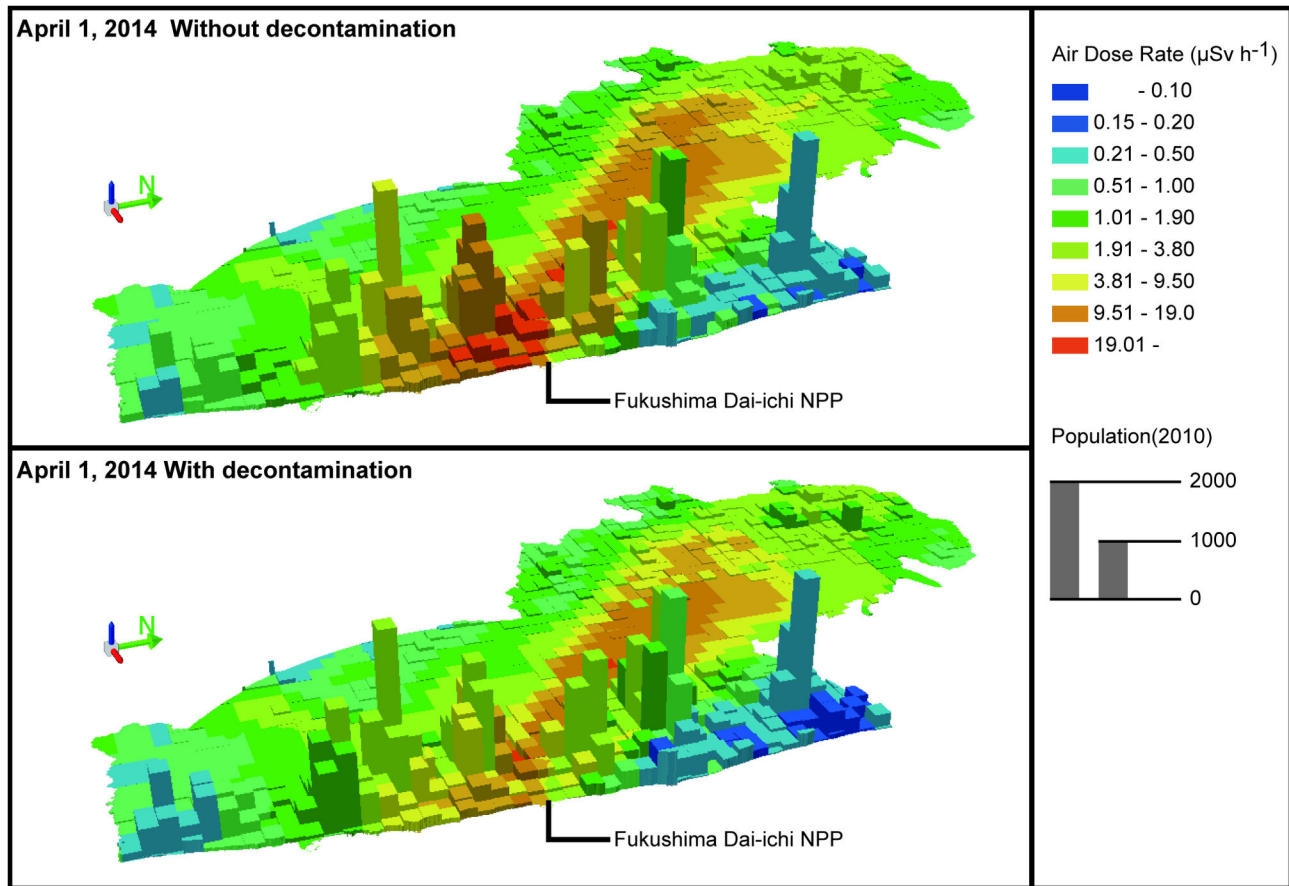 April 1, 2014 Without decontamination
N
Fukushima Dai-ichi NPP
April 1, 2014 With decontamination
N
Fukushima Dai-ichi NPP
Air Dose Rate (µSv h⁻¹)
- 0.10
0.15 - 0.20
0.21 - 0.50
0.51 - 1.00
1.01 - 1.90
1.91 - 3.80
3.81 - 9.50
9.51 - 19.0
19.01 -
Population(2010)
2000
1000
0